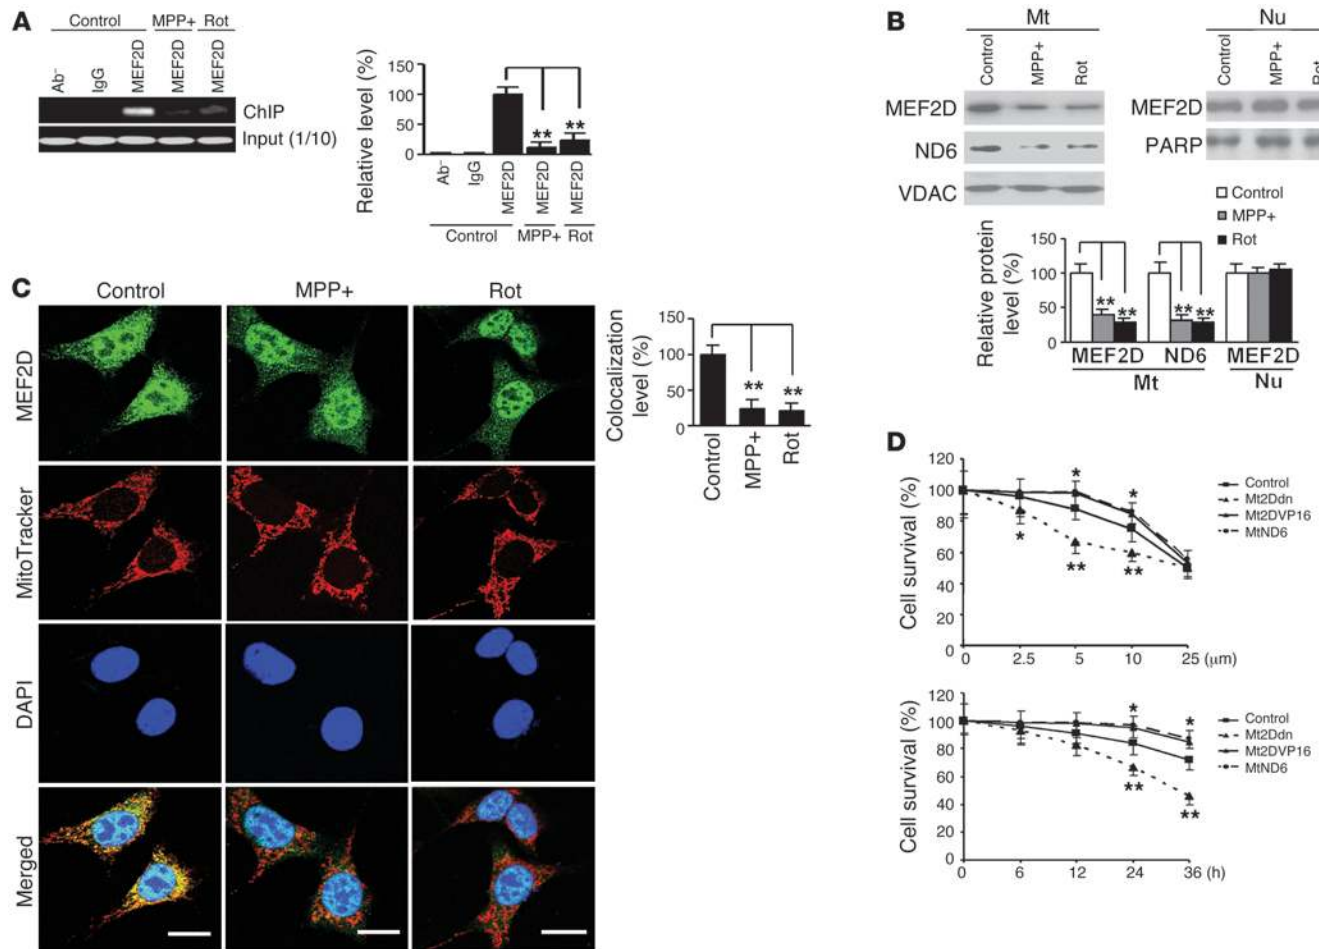 A
Control
MPP+
Rot
Ab⁻
IgG
MEF2D
MEF2D
MEF2D
ChIP
Input (1/10)
Relative level (%)
150
100
50
0
**
**
Ab⁻
IgG
MEF2D
MEF2D
MEF2D
Control
MPP+
Rot
B
Mt
Control
MPP+
Rot
MEF2D
ND6
VDAC
Nu
Control
MPP+
Rot
MEF2D
PARP
Control
MPP+
Rot
Relative protein
level (%)
150
100
50
0
**
**
**
**
MEF2D
ND6
MEF2D
Mt
Nu
C
Control
MPP+
Rot
MEF2D
MitoTracker
DAPI
Merged
Colocalization
level (%)
150
100
50
0
**
**
Control
MPP+
Rot
D
Cell survival (%)
120
100
80
60
40
20
0
*
*
*
**
**
0 2.5 5 10 25 (μm)
Control
Mt2Ddn
Mt2DVP16
MtND6
Cell survival (%)
120
100
80
60
40
20
0
*
*
**
**
0 6 12 24 36 (h)
Control
Mt2Ddn
Mt2DVP16
MtND6